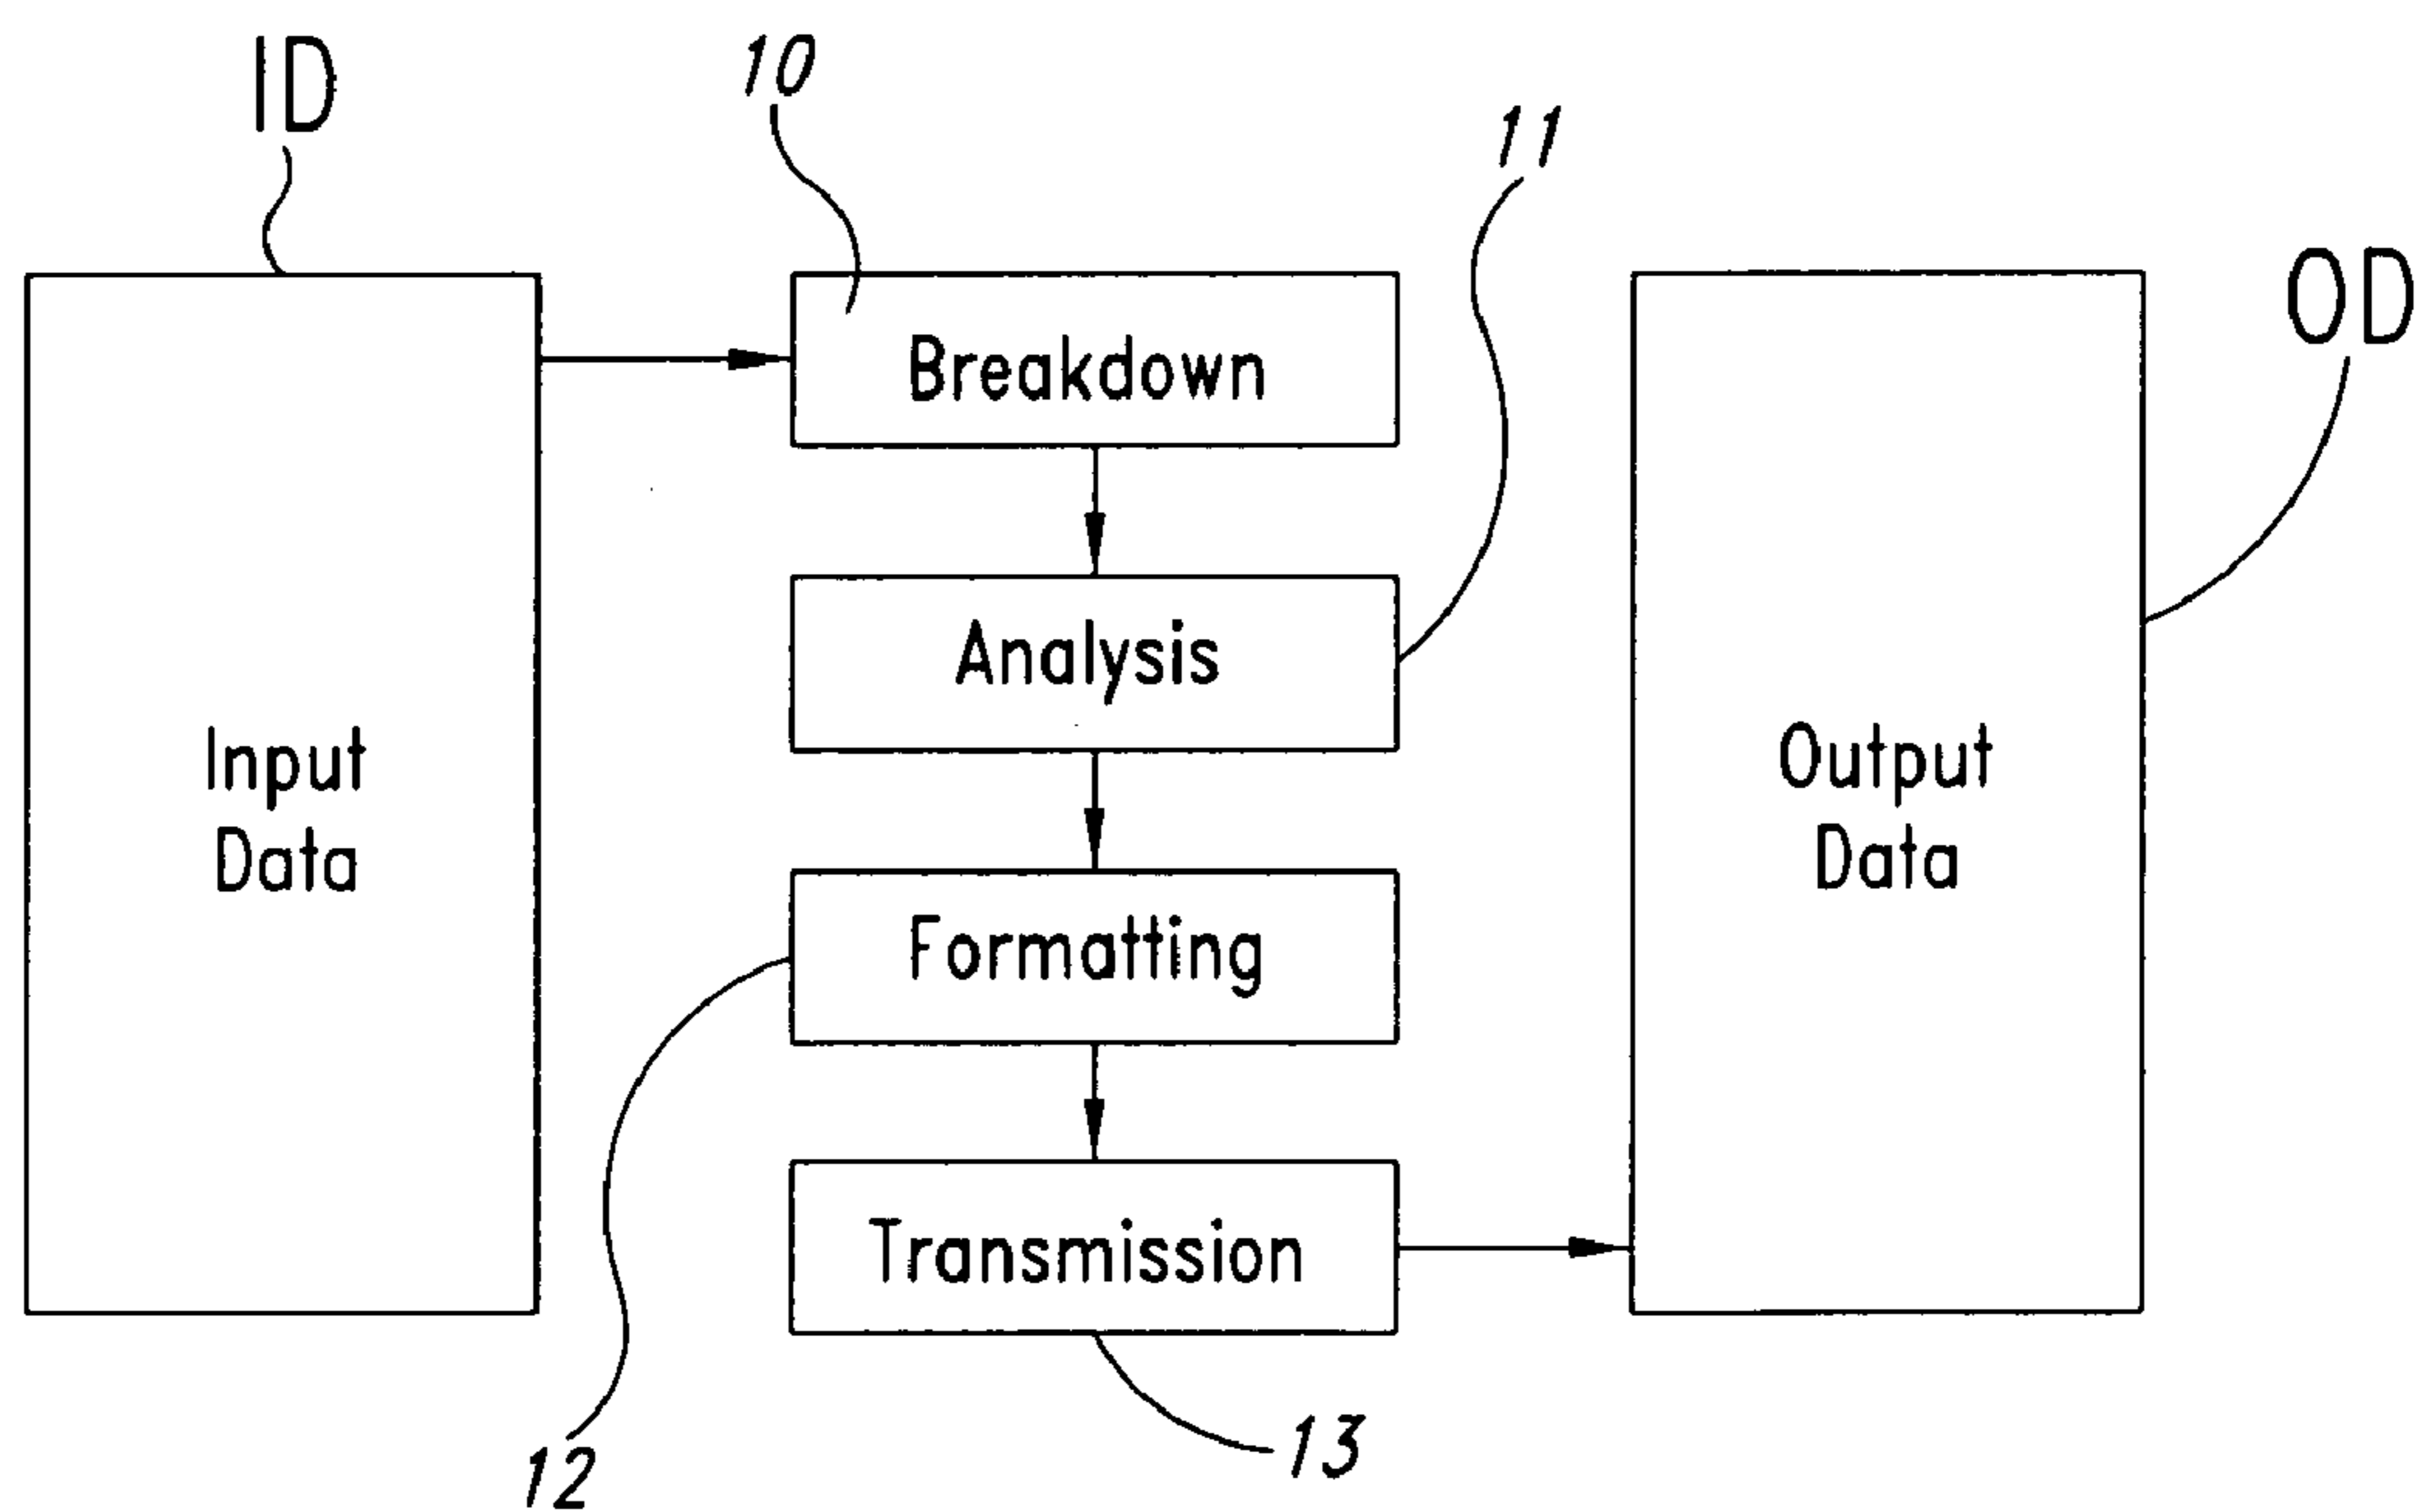 ID
10
11
OD
Breakdown
Analysis
Input
Data
Output
Data
Formatting
Transmission
12
13